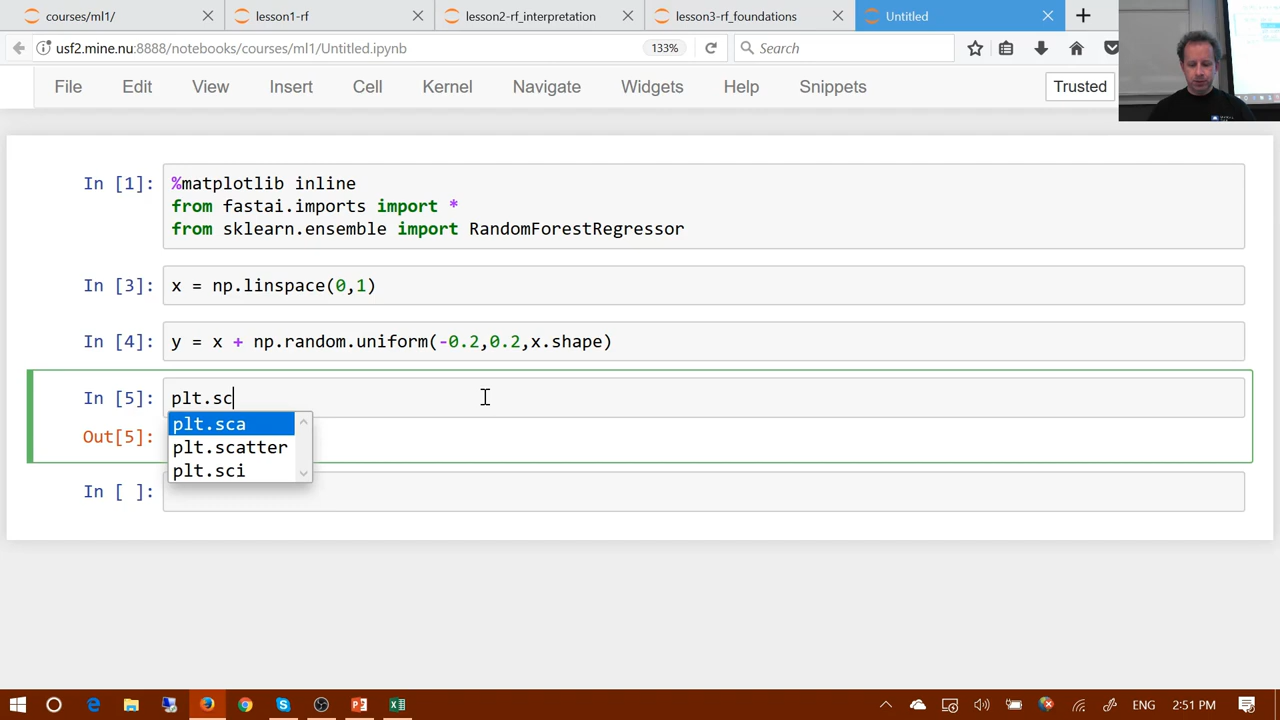 courses/ml1/
lesson1-rf
lesson2-rf_interpretation
lesson3-rf_foundations
Untitled
usf2.mine.nu:8888/notebooks/courses/ml1/Untitled.ipynb
133%
Search
File Edit View Insert Cell Kernel Navigate Widgets Help Snippets
Trusted
In [1]: %matplotlib inline
from fastai.imports import *
from sklearn.ensemble import RandomForestRegressor
In [3]: x = np.linspace(0,1)
In [4]: y = x + np.random.uniform(-0.2,0.2,x.shape)
In [5]: plt.sc
plt.sca
Out[5]:
plt.scatter
plt.sci
In [ ]:
ENG 2:51 PM